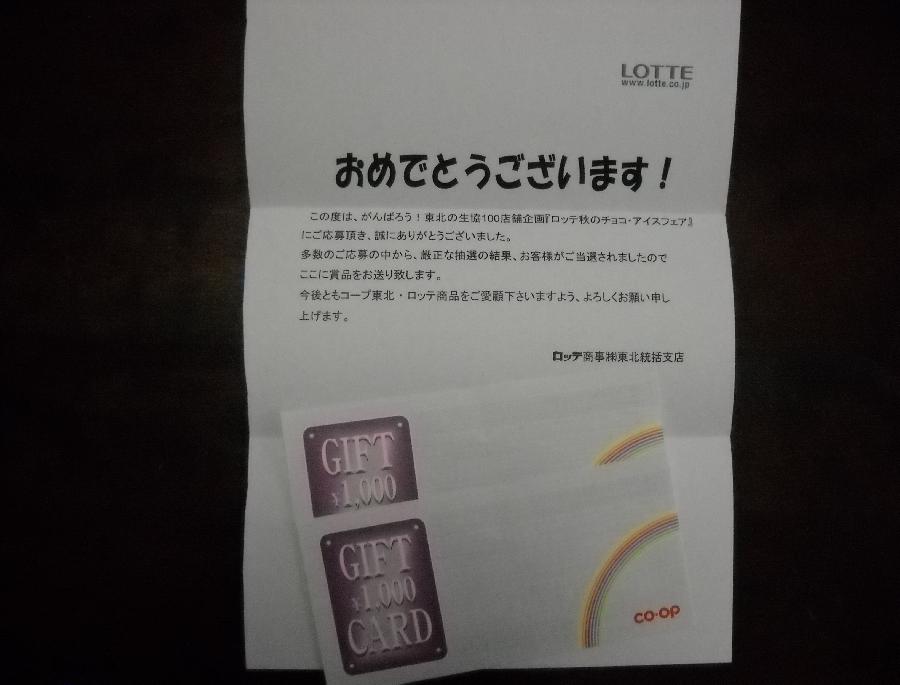 LOTTE
www.lotte.co.jp
おめでとうございます！
この度は、がんばろう！東北の生協100店舗企画『ロッテ秋のチョコ・アイスフェア』
にご応募頂き、誠にありがとうございました。
多数のご応募の中から、厳正な抽選の結果、お客様がご当選されましたので
ここに賞品をお送り致します。
今後ともコープ東北・ロッテ商品をご愛顧下さいますよう、よろしくお願い申し
上げます。
ロッテ商事㈱東北統括支店
GIFT
¥1,000
GIFT
¥1,000
CARD
CO・OP